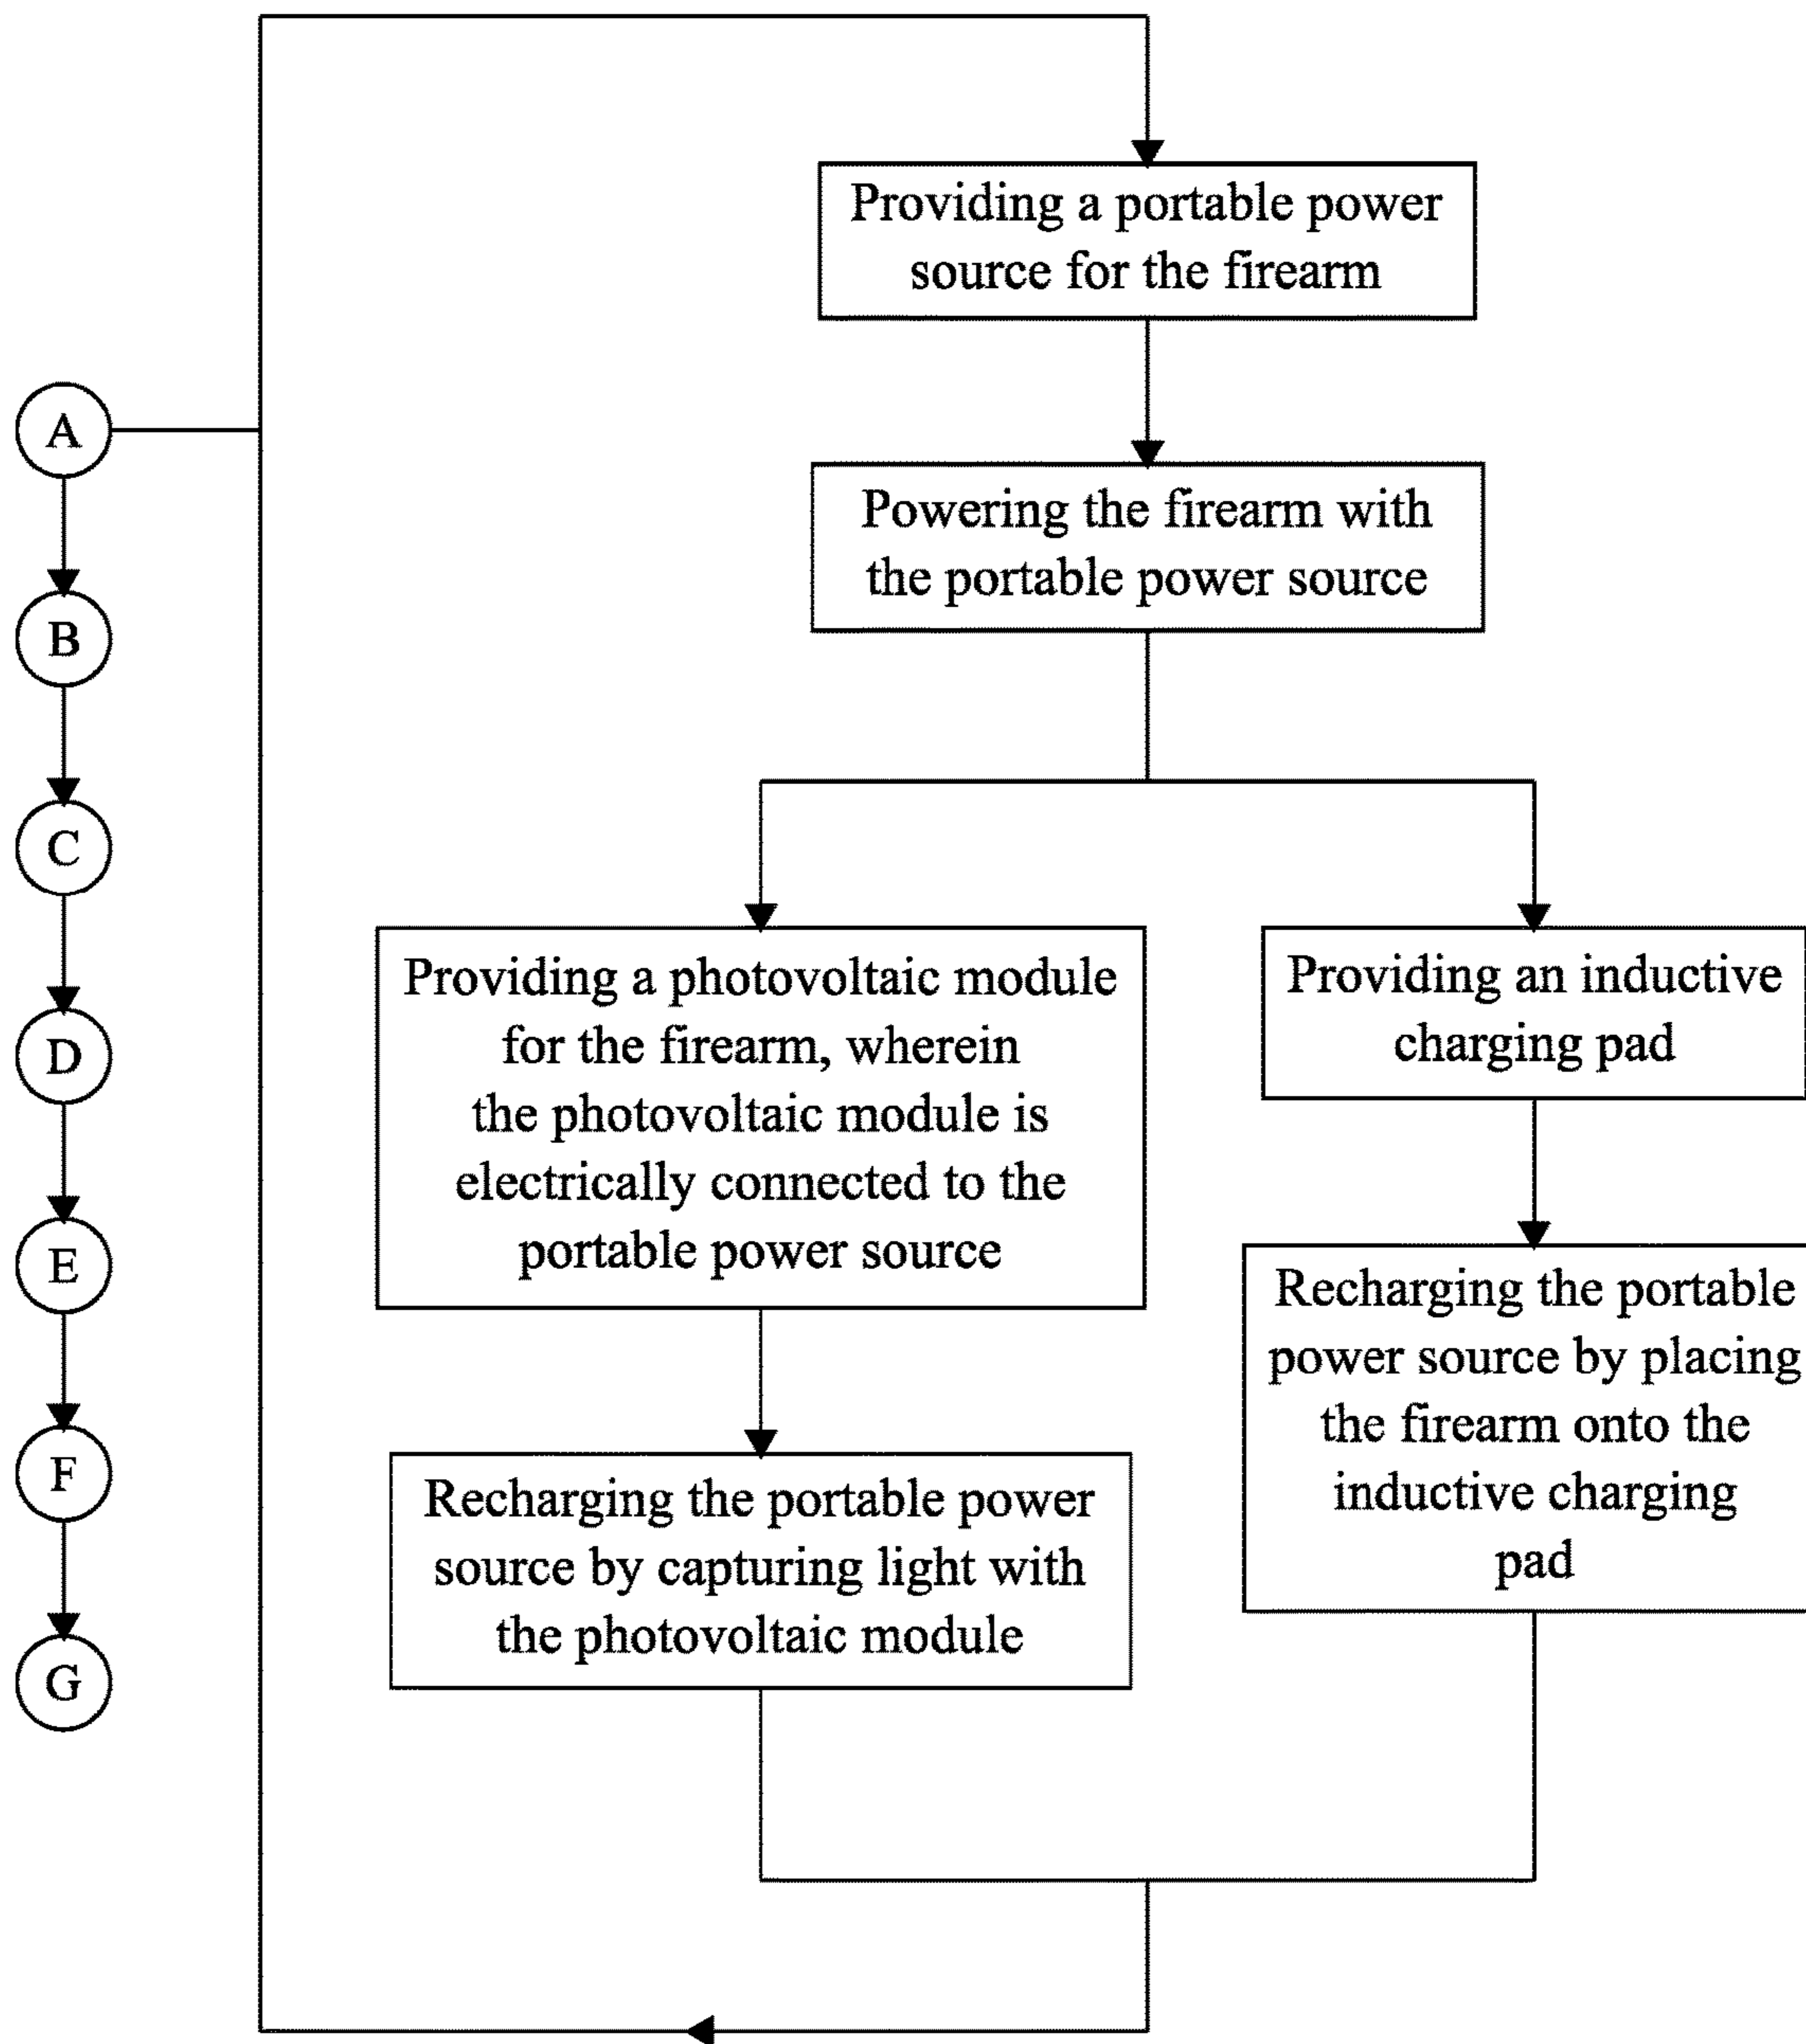 A
B
C
D
E
F
G
Providing a portable power
source for the firearm
Powering the firearm with
the portable power source
Providing a photovoltaic module
for the firearm, wherein
the photovoltaic module is
electrically connected to the
portable power source
Recharging the portable power
source by capturing light with
the photovoltaic module
Providing an inductive
charging pad
Recharging the portable
power source by placing
the firearm onto the
inductive charging
pad